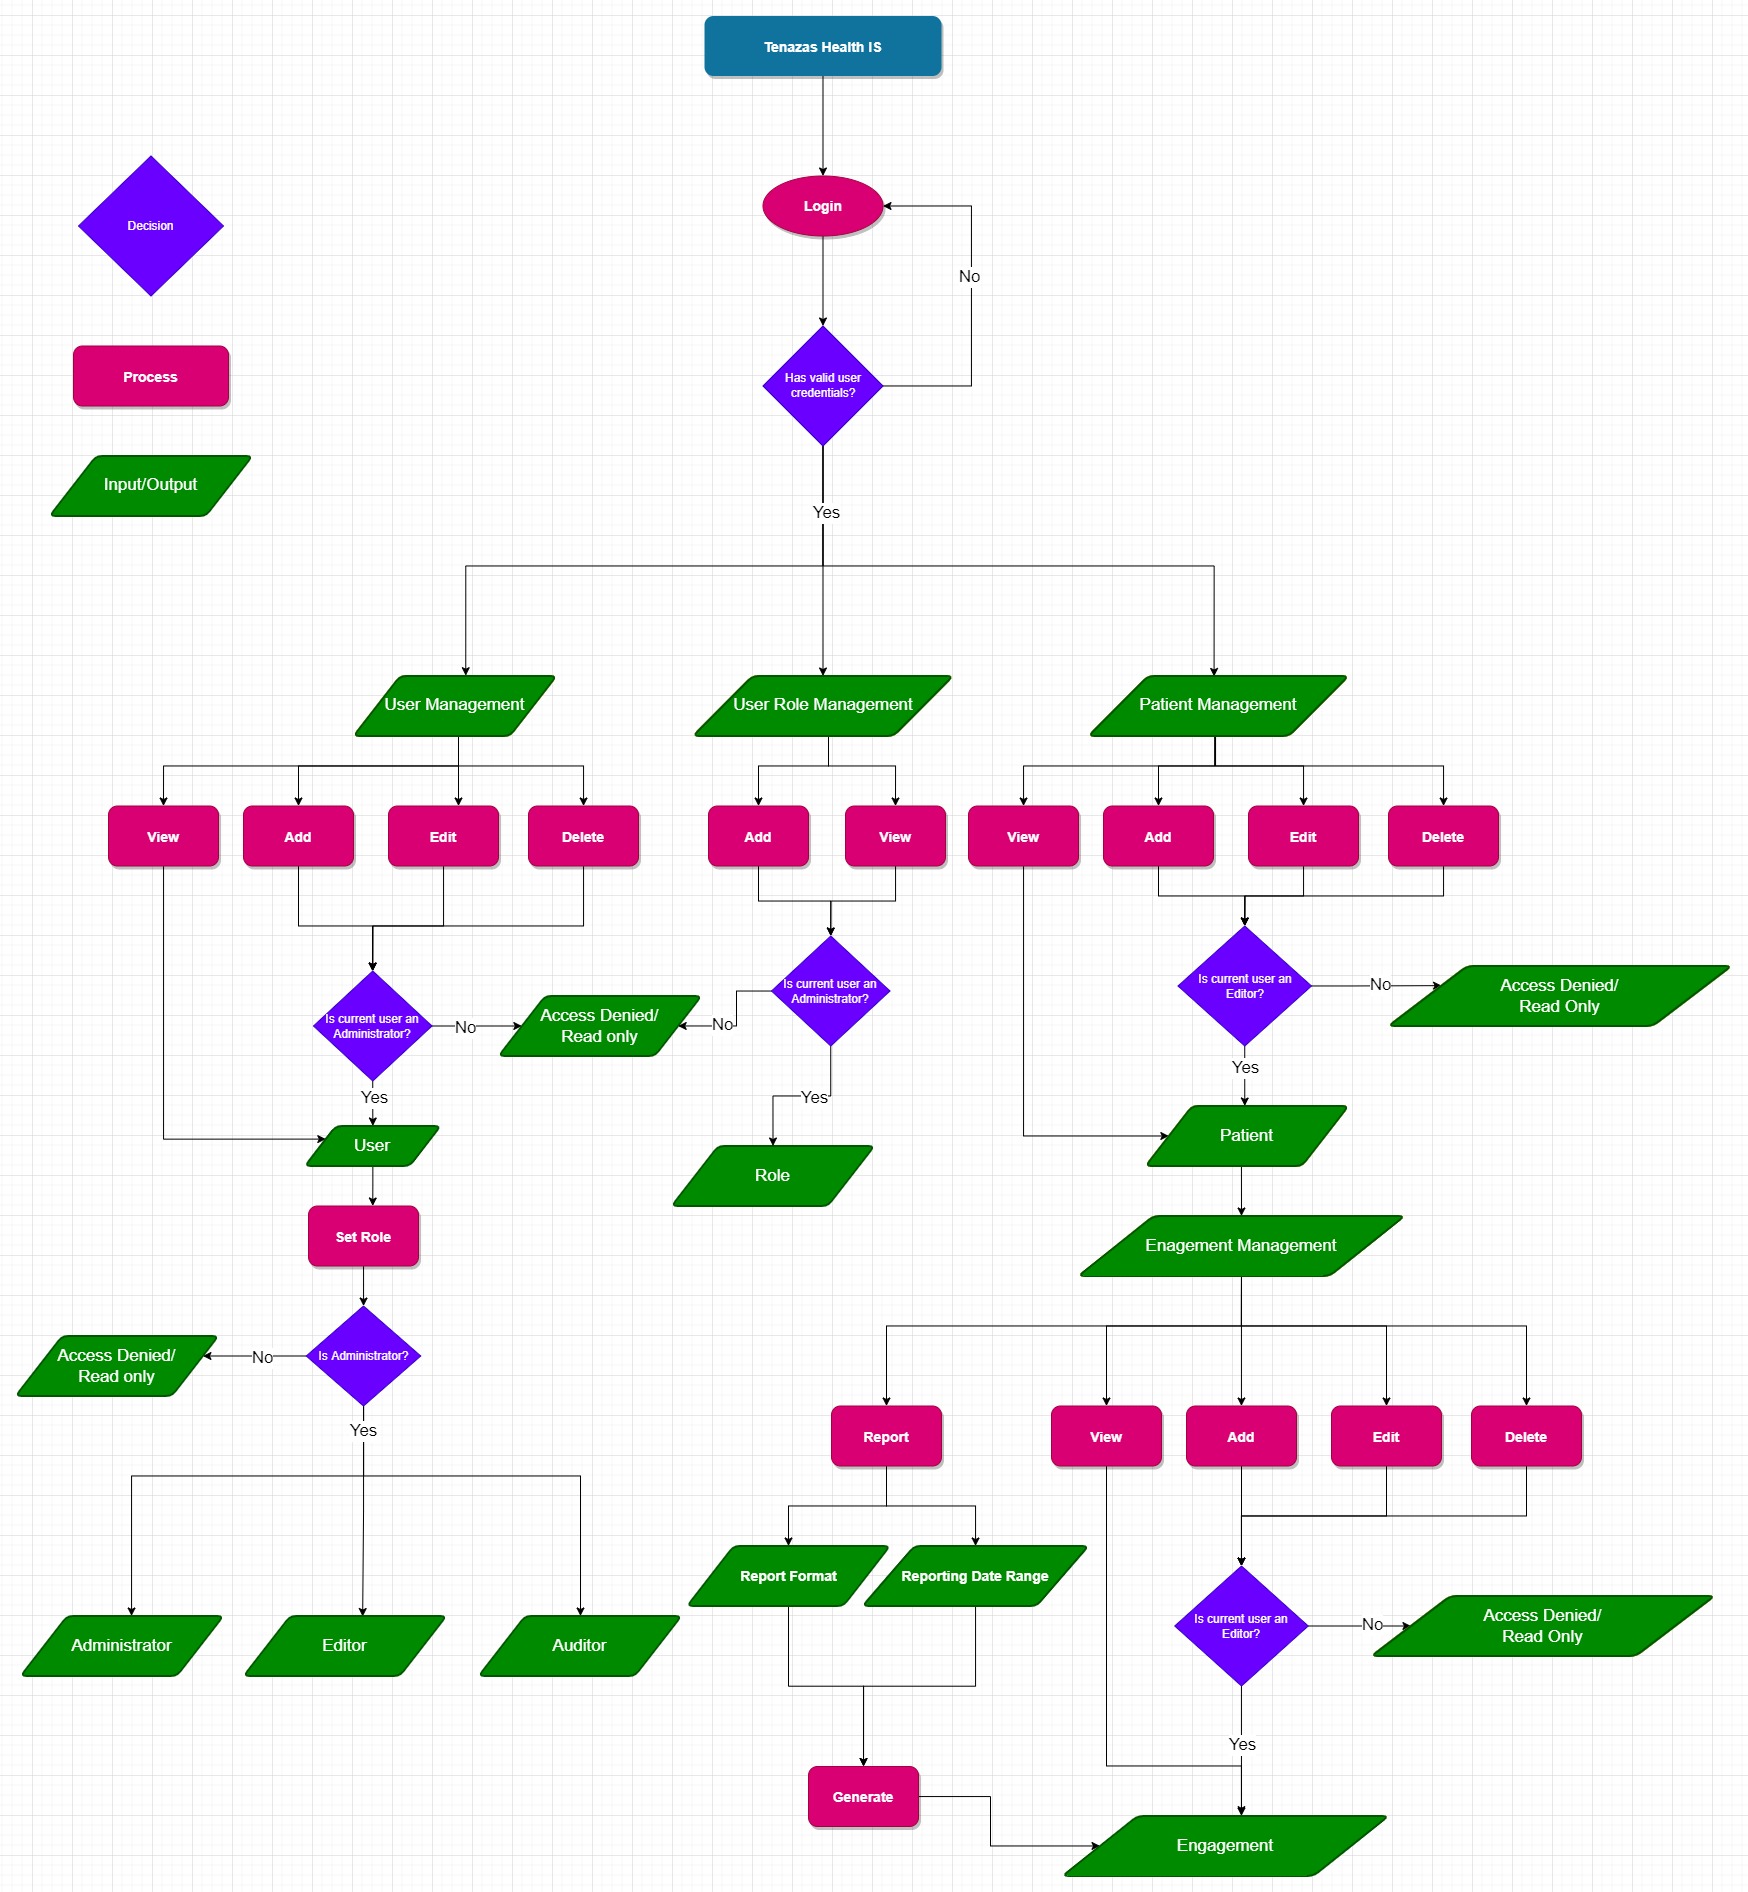 Tenazas Health IS
Login
No
Decision
Has valid user
credentials?
Process
Input/Output
Yes
User Management
User Role Management
Patient Management
View
Add
Edit
Delete
Add
View
View
Add
Edit
Delete
Is current user an
Administrator?
No
Access Denied/
Read only
No
Is current user an
Administrator?
Is current user an
Editor?
No
Access Denied/
Read Only
Yes
Yes
Yes
User
Role
Patient
Set Role
Enagement Management
Access Denied/
Read only
No
Is Administrator?
Yes
Report
View
Add
Edit
Delete
Report Format
Reporting Date Range
Is current user an
Editor?
No
Access Denied/
Read Only
Administrator
Editor
Auditor
Yes
Generate
Engagement